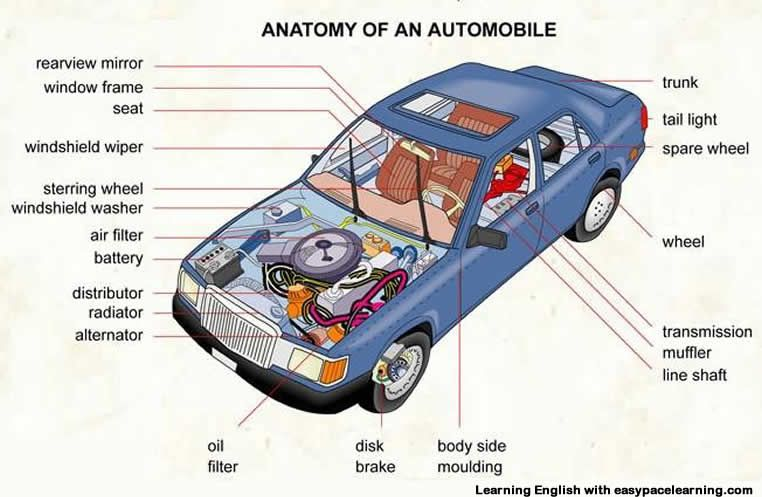 ANATOMY OF AN AUTOMOBILE
rearview mirror
window frame
seat
windshield wiper
sterring wheel
windshield washer
air filter
battery
distributor
radiator
alternator
oil
filter
disk
brake
body side
moulding
trunk
tail light
spare wheel
wheel
transmission
muffler
line shaft
Learning English with easypacelearning.com